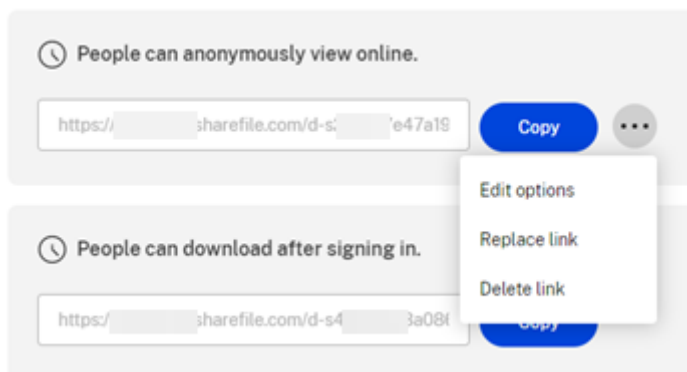 People can anonymously view online.
https:// sharefile.com/d-s e47a19
Copy
Edit options
Replace link
Delete link
People can download after signing in.
https:/ sharefile.com/d-s4 3a08
Copy